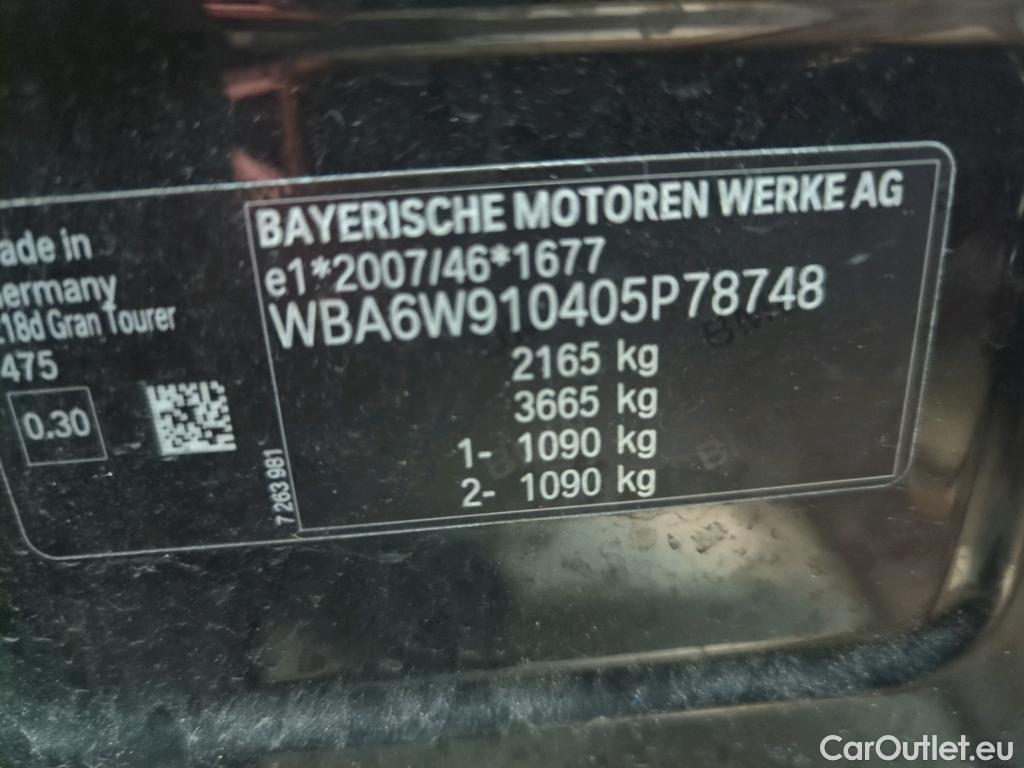 BAYERISCHE MOTOREN WERKE AG
e1*2007/46*1677
WBA6W910405P78748
2165 kg
3665 kg
1- 1090 kg
2- 1090 kg
ade in
ermany
218d Gran Tourer
475
0.30
7 263 981
CarOutlet.eu